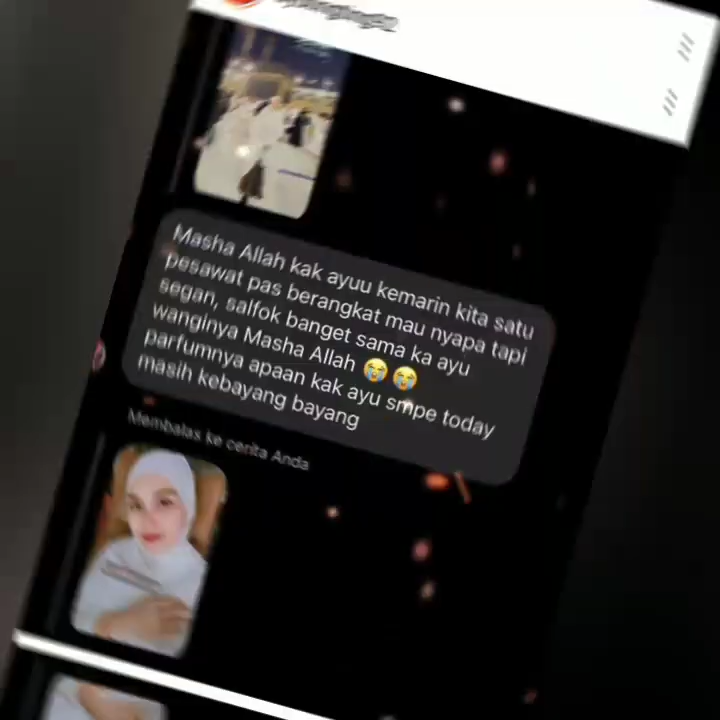 Masha Allah kak ayuu kemarin kita satu
pesawat pas berangkat mau nyapa tapi
segan, salfok banget sama ka ayu
wanginya Masha Allah 😭😭
parfumnya apaan kak ayu smpe today
masih kebayang bayang
Membalas ke cerita Anda